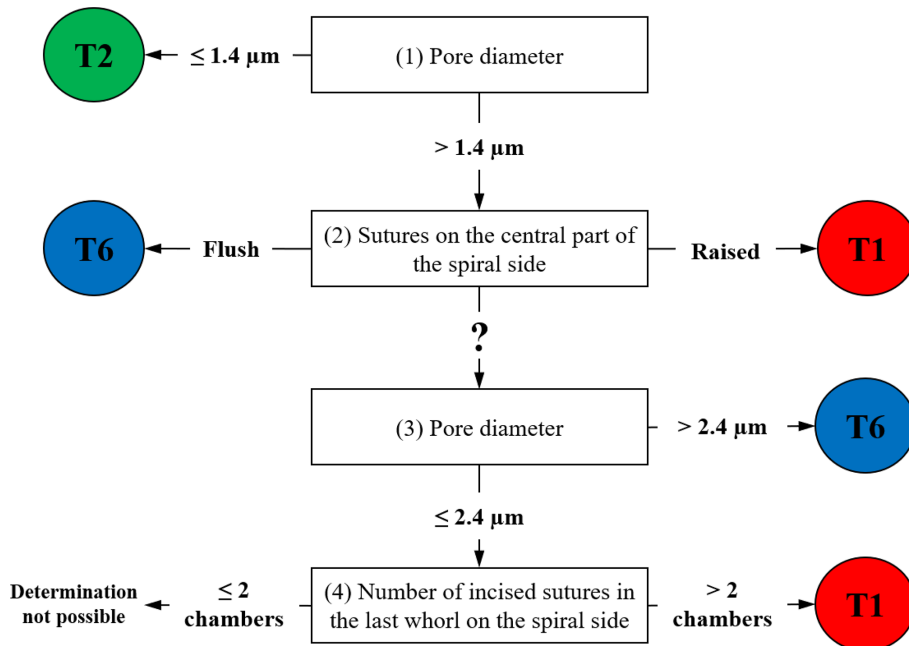 T2
≤ 1.4 µm
(1) Pore diameter
> 1.4 µm
T6
Flush
(2) Sutures on the central part of
the spiral side
Raised
T1
?
(3) Pore diameter
> 2.4 µm
T6
≤ 2.4 µm
Determination
not possible
≤ 2
chambers
(4) Number of incised sutures in
the last whorl on the spiral side
> 2
chambers
T1